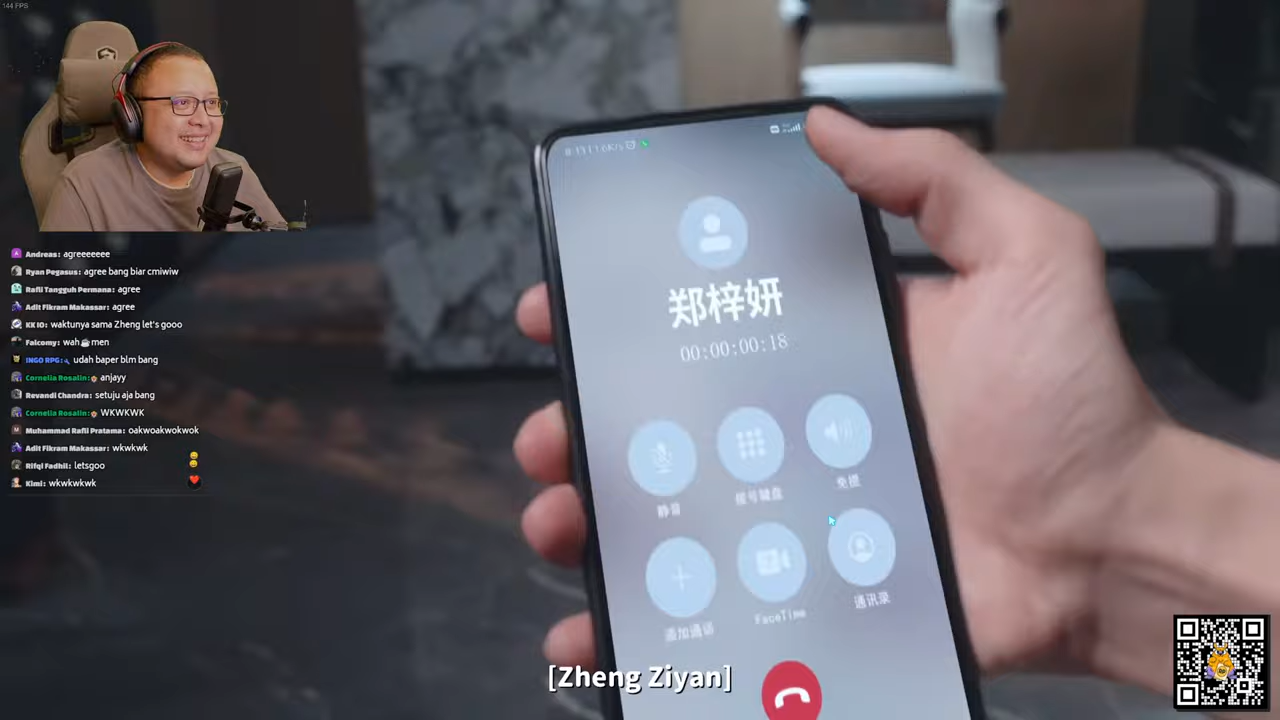 144 FPS
Andreas: agreeeeeee
Ryan Pegasus: agree bang biar cmiwiw
Rafli Tangguh Permana: agree
Adit Fikram Makassar: agree
KK IO: waktunya sama Zheng let's gooo
Falcomy: wah☕men
INGO RPG: udah baper blm bang
Cornelia Rosalin: anjayy
Revandi Chandra: setuju aja bang
Cornelia Rosalin: WKWKWK
Muhammad Rafli Pratama: oakwoakwokwok
Adit Fikram Makassar: wkwkwk
Rifqi Fadhil: letsgoo
Kimi: wkwkwkwk
郑梓妍
00:00:00:18
静音
拨号键盘
免提
添加通话
FaceTime
通讯录
[Zheng Ziyan]